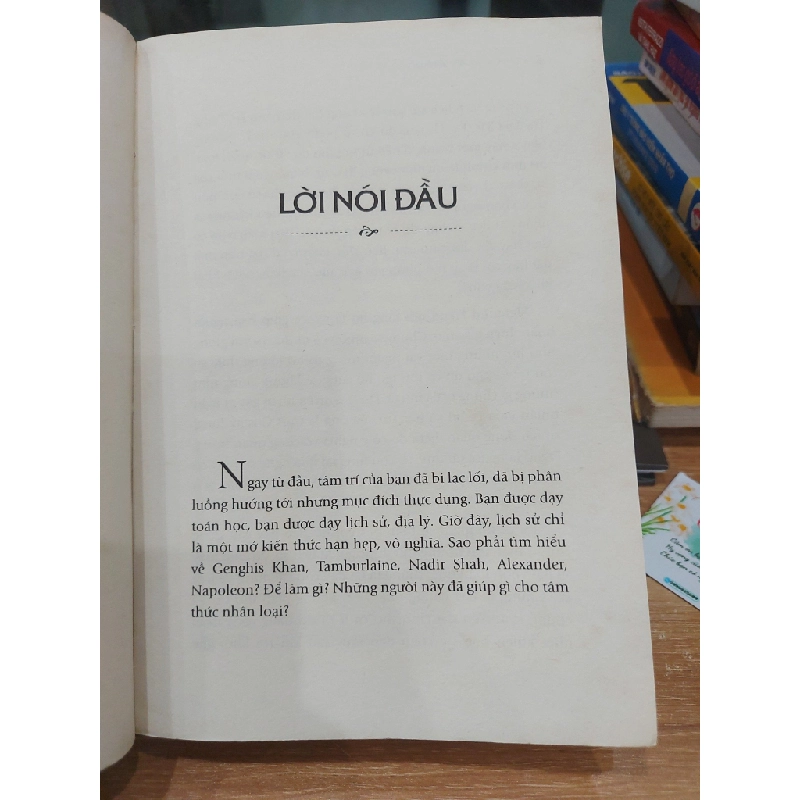 LỜI NÓI ĐẦU
Ngay từ đầu, tâm trí của bạn đã bị lạc lối, đã bị phân
luồng hướng tới những mục đích thực dụng. Bạn được dạy
toán học, bạn được dạy lịch sử, địa lý. Giờ đây, lịch sử chỉ
là một mớ kiến thức hạn hẹp, vô nghĩa. Sao phải tìm hiểu
về Genghis Khan, Tamburlaine, Nadir Shah, Alexander,
Napoleon? Để làm gì? Những người này đã giúp gì cho tâm
thức nhân loại?